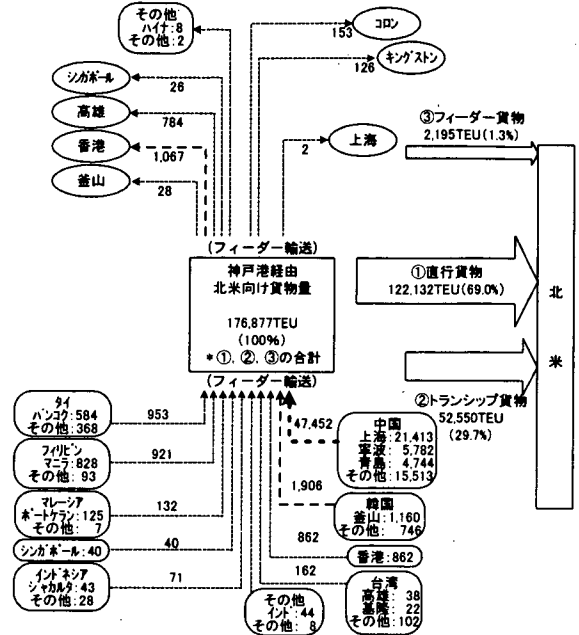 その他
ハイナ:8
その他:2
シンガポール
26
高雄
784
香港
1,067
釜山
28
コロン
153
キングストン
126
上海
2
③フィーダー貨物
2,195TEU(1.3%)
(フィーダー輸送)
神戸港経由
北米向け貨物量
176,877TEU
(100%)
*①, ②, ③の合計
(フィーダー輸送)
①直行貨物
122,132TEU(69.0%)
北
米
②トランシップ貨物
52,550TEU
(29.7%)
タイ
バンコク:584
その他:368
953
フィリピン
マニラ:828
その他: 93
921
マレーシア
ポートケラン:125
その他: 7
132
シンガポール:40
40
インドネシア
ジャカルタ:43
その他:28
71
その他
インド:44
その他: 8
47,452
中国
上海:21,413
寧波: 5,782
青島: 4,744
その他:15,513
1,906
韓国
釜山:1,160
その他: 746
862
香港:862
162
台湾
高雄: 38
基隆: 22
その他:102